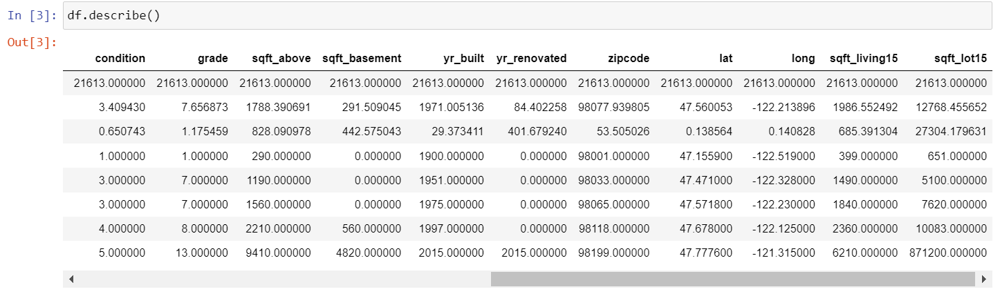 In [3]: df.describe()
Out[3]:
condition grade sqft_above sqft_basement yr_built yr_renovated zipcode lat long sqft_living15 sqft_lot15
21613.000000 21613.000000 21613.000000 21613.000000 21613.000000 21613.000000 21613.000000 21613.000000 21613.000000 21613.000000 21613.000000
3.409430 7.656873 1788.390691 291.509045 1971.005136 84.402258 98077.939805 47.560053 -122.213896 1986.552492 12768.455652
0.650743 1.175459 828.090978 442.575043 29.373411 401.679240 53.505026 0.138564 0.140828 685.391304 27304.179631
1.000000 1.000000 290.000000 0.000000 1900.000000 0.000000 98001.000000 47.155900 -122.519000 399.000000 651.000000
3.000000 7.000000 1190.000000 0.000000 1951.000000 0.000000 98033.000000 47.471000 -122.328000 1490.000000 5100.000000
3.000000 7.000000 1560.000000 0.000000 1975.000000 0.000000 98065.000000 47.571800 -122.230000 1840.000000 7620.000000
4.000000 8.000000 2210.000000 560.000000 1997.000000 0.000000 98118.000000 47.678000 -122.125000 2360.000000 10083.000000
5.000000 13.000000 9410.000000 4820.000000 2015.000000 2015.000000 98199.000000 47.777600 -121.315000 6210.000000 871200.000000